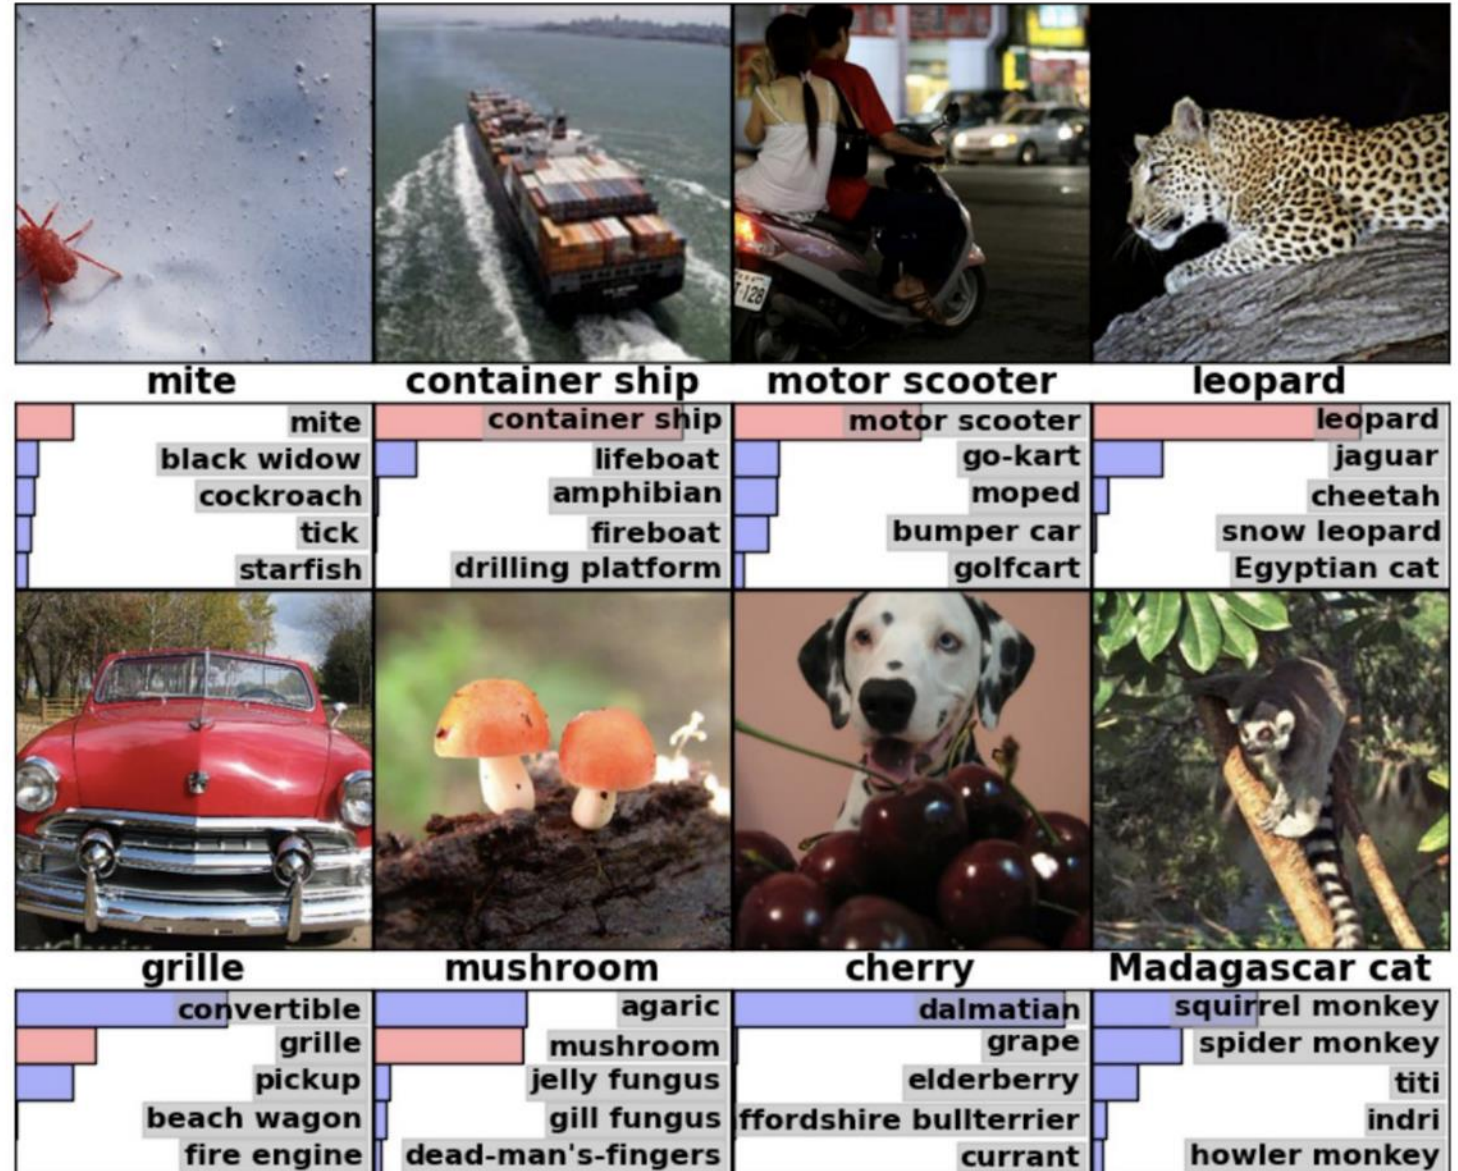 T-128
mite
container ship
motor scooter
leopard
mite
black widow
cockroach
tick
starfish
container ship
lifeboat
amphibian
fireboat
drilling platform
motor scooter
go-kart
moped
bumper car
golfcart
leopard
jaguar
cheetah
snow leopard
Egyptian cat
grille
mushroom
cherry
Madagascar cat
convertible
grille
pickup
beach wagon
fire engine
agaric
mushroom
jelly fungus
gill fungus
dead-man's-fingers
dalmatian
grape
elderberry
ffordshire bullterrier
currant
squirrel monkey
spider monkey
titi
indri
howler monkey